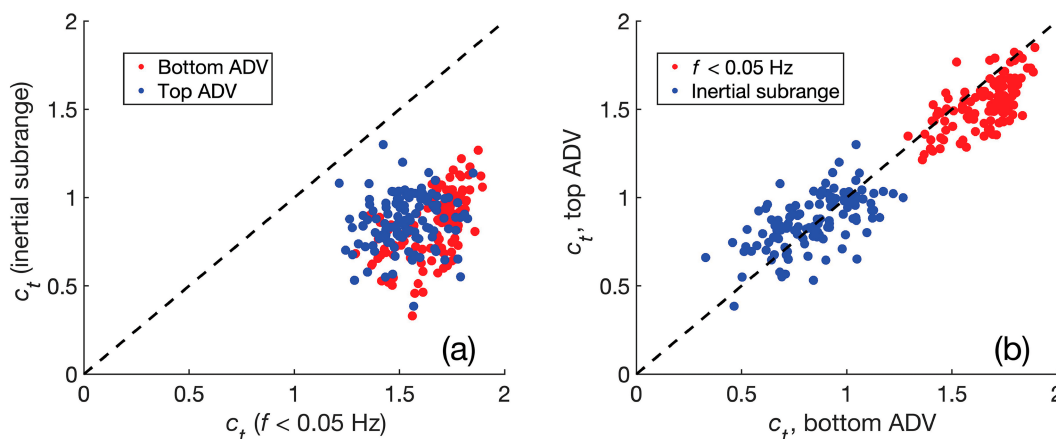 2
1.5
1
0.5
0
0
1
1.5
2
c_t (inertial subrange)
c_t (f < 0.05 Hz)
Bottom ADV
Top ADV
(a)
2
1.5
1
0.5
0
0
0.5
1
1.5
2
c_t, top ADV
c_t, bottom ADV
f < 0.05 Hz
Inertial subrange
(b)